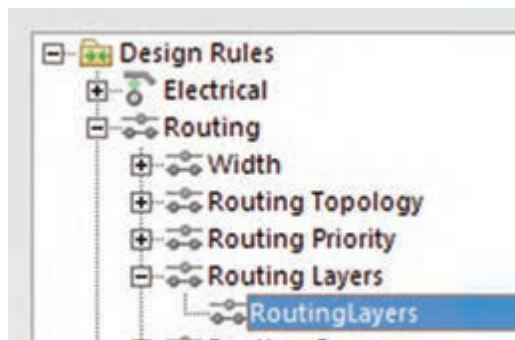 Design Rules
Electrical
Routing
Width
Routing Topology
Routing Priority
Routing Layers
RoutingLayers